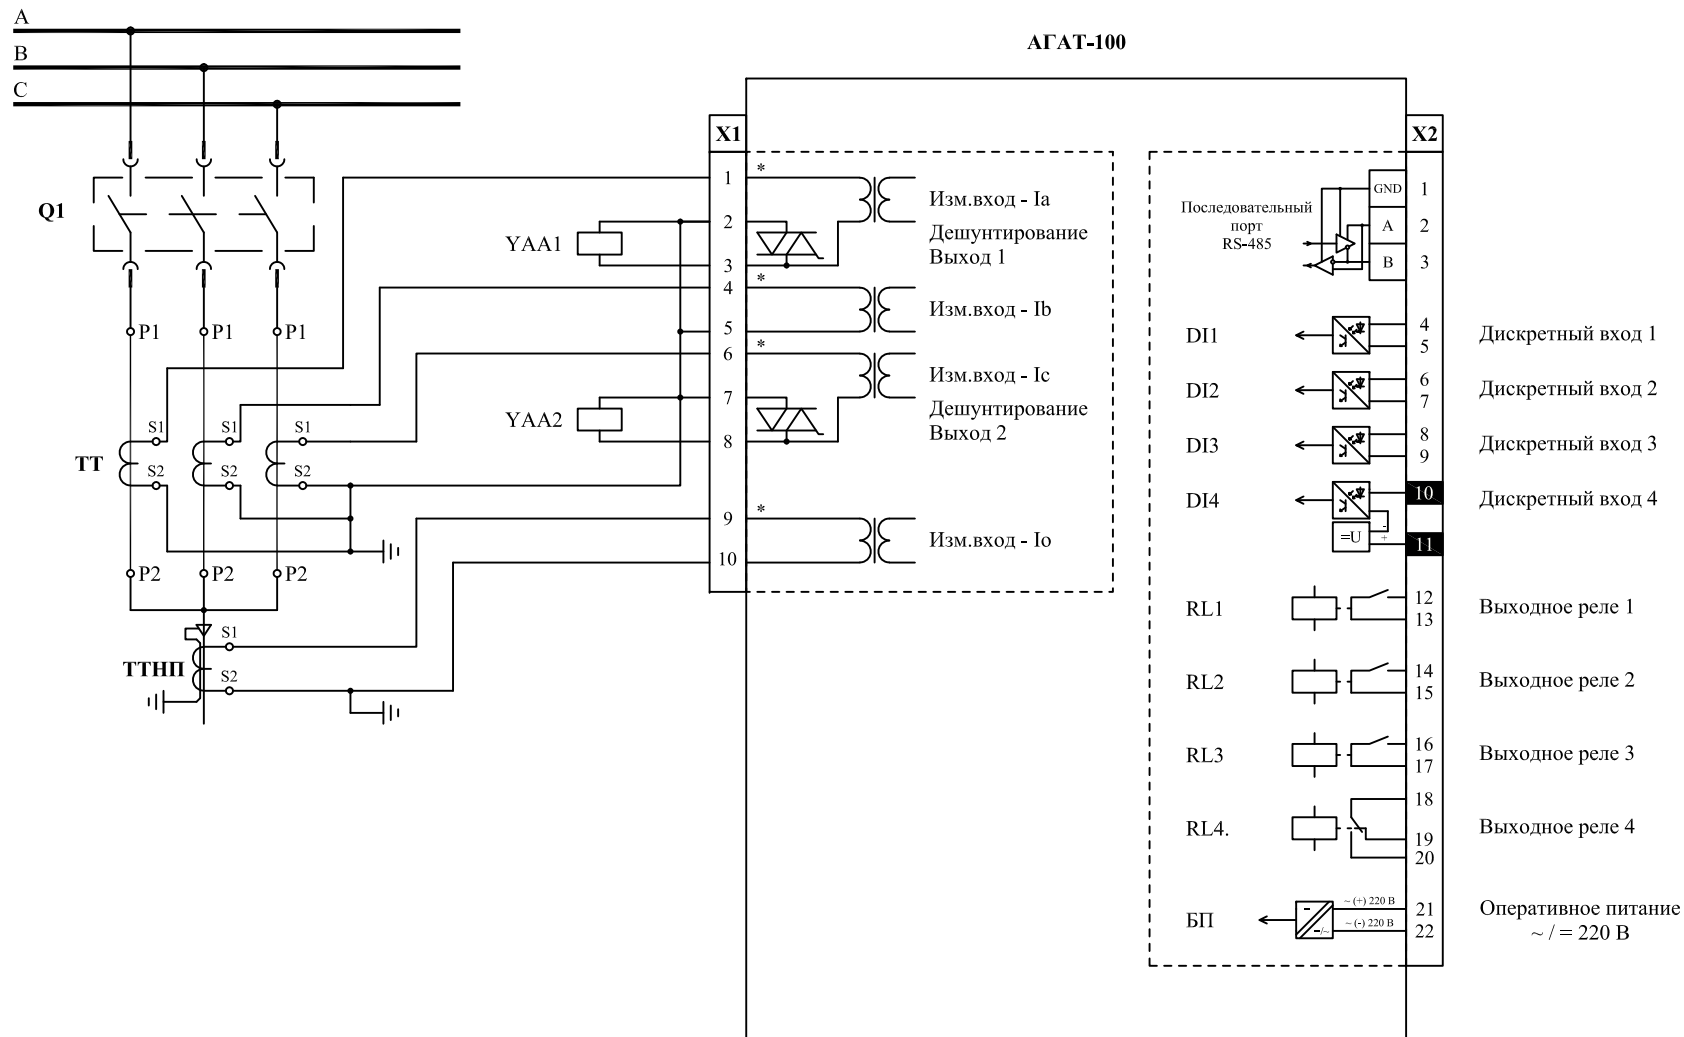 A
B
C
АГАТ-100
Q1
P1
P1
P1
S1
S1
S1
ТТ
S2
S2
S2
P2
P2
P2
S1
ТТНП
S2
YAA1
YAA2
X1
1
2
3
4
5
6
7
8
9
10
*
Изм.вход - Ia
Дешунтирование
Выход 1
*
Изм.вход - Ib
*
Изм.вход - Ic
Дешунтирование
Выход 2
*
Изм.вход - Io
X2
Последовательный
порт
RS-485
GND
1
A
2
B
3
DI1
4
5
Дискретный вход 1
DI2
6
7
Дискретный вход 2
DI3
8
9
Дискретный вход 3
DI4
10
Дискретный вход 4
-
=U
+
11
RL1
12
13
Выходное реле 1
RL2
14
15
Выходное реле 2
RL3
16
17
Выходное реле 3
RL4.
18
19
20
Выходное реле 4
БП
-
-/~
~ (+) 220 В
~ (-) 220 В
21
22
Оперативное питание
~ / = 220 В